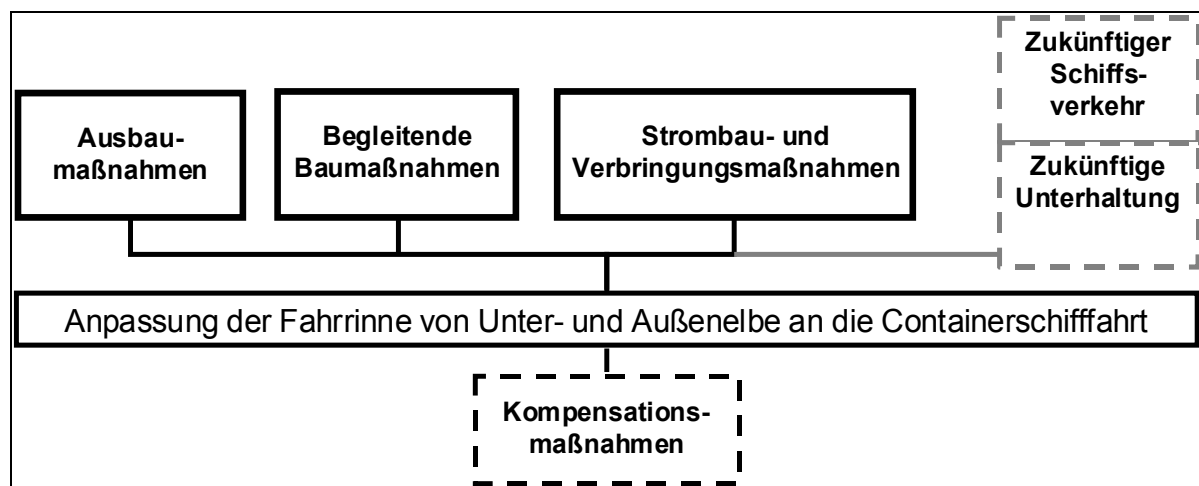 Zukünftiger
Schiffs-
verkehr
Ausbau-
maßnahmen
Begleitende
Baumaßnahmen
Strombau- und
Verbringungsmaßnahmen
Zukünftige
Unterhaltung
Anpassung der Fahrrinne von Unter- und Außenelbe an die Containerschifffahrt
Kompensations-
maßnahmen